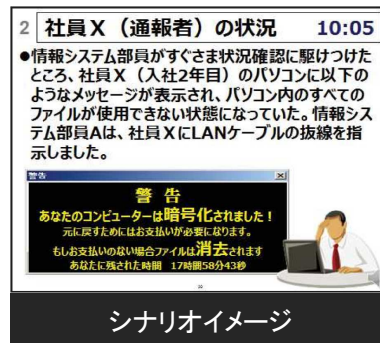 2 社員X（通報者）の状況 10:05
●情報システム部員がすぐさま状況確認に駆けつけた
ところ、社員X（入社2年目）のパソコンに以下の
ようなメッセージが表示され、パソコン内のすべての
ファイルが使用できない状態になっていた。情報シス
テム部員Aは、社員XにLANケーブルの抜線を指
示しました。
警告
警 告
あなたのコンピューターは暗号化されました！
元に戻すためにはお支払いが必要になります。
もしお支払いのない場合ファイルは消去されます
あなたに残された時間 17時間58分43秒
シナリオイメージ